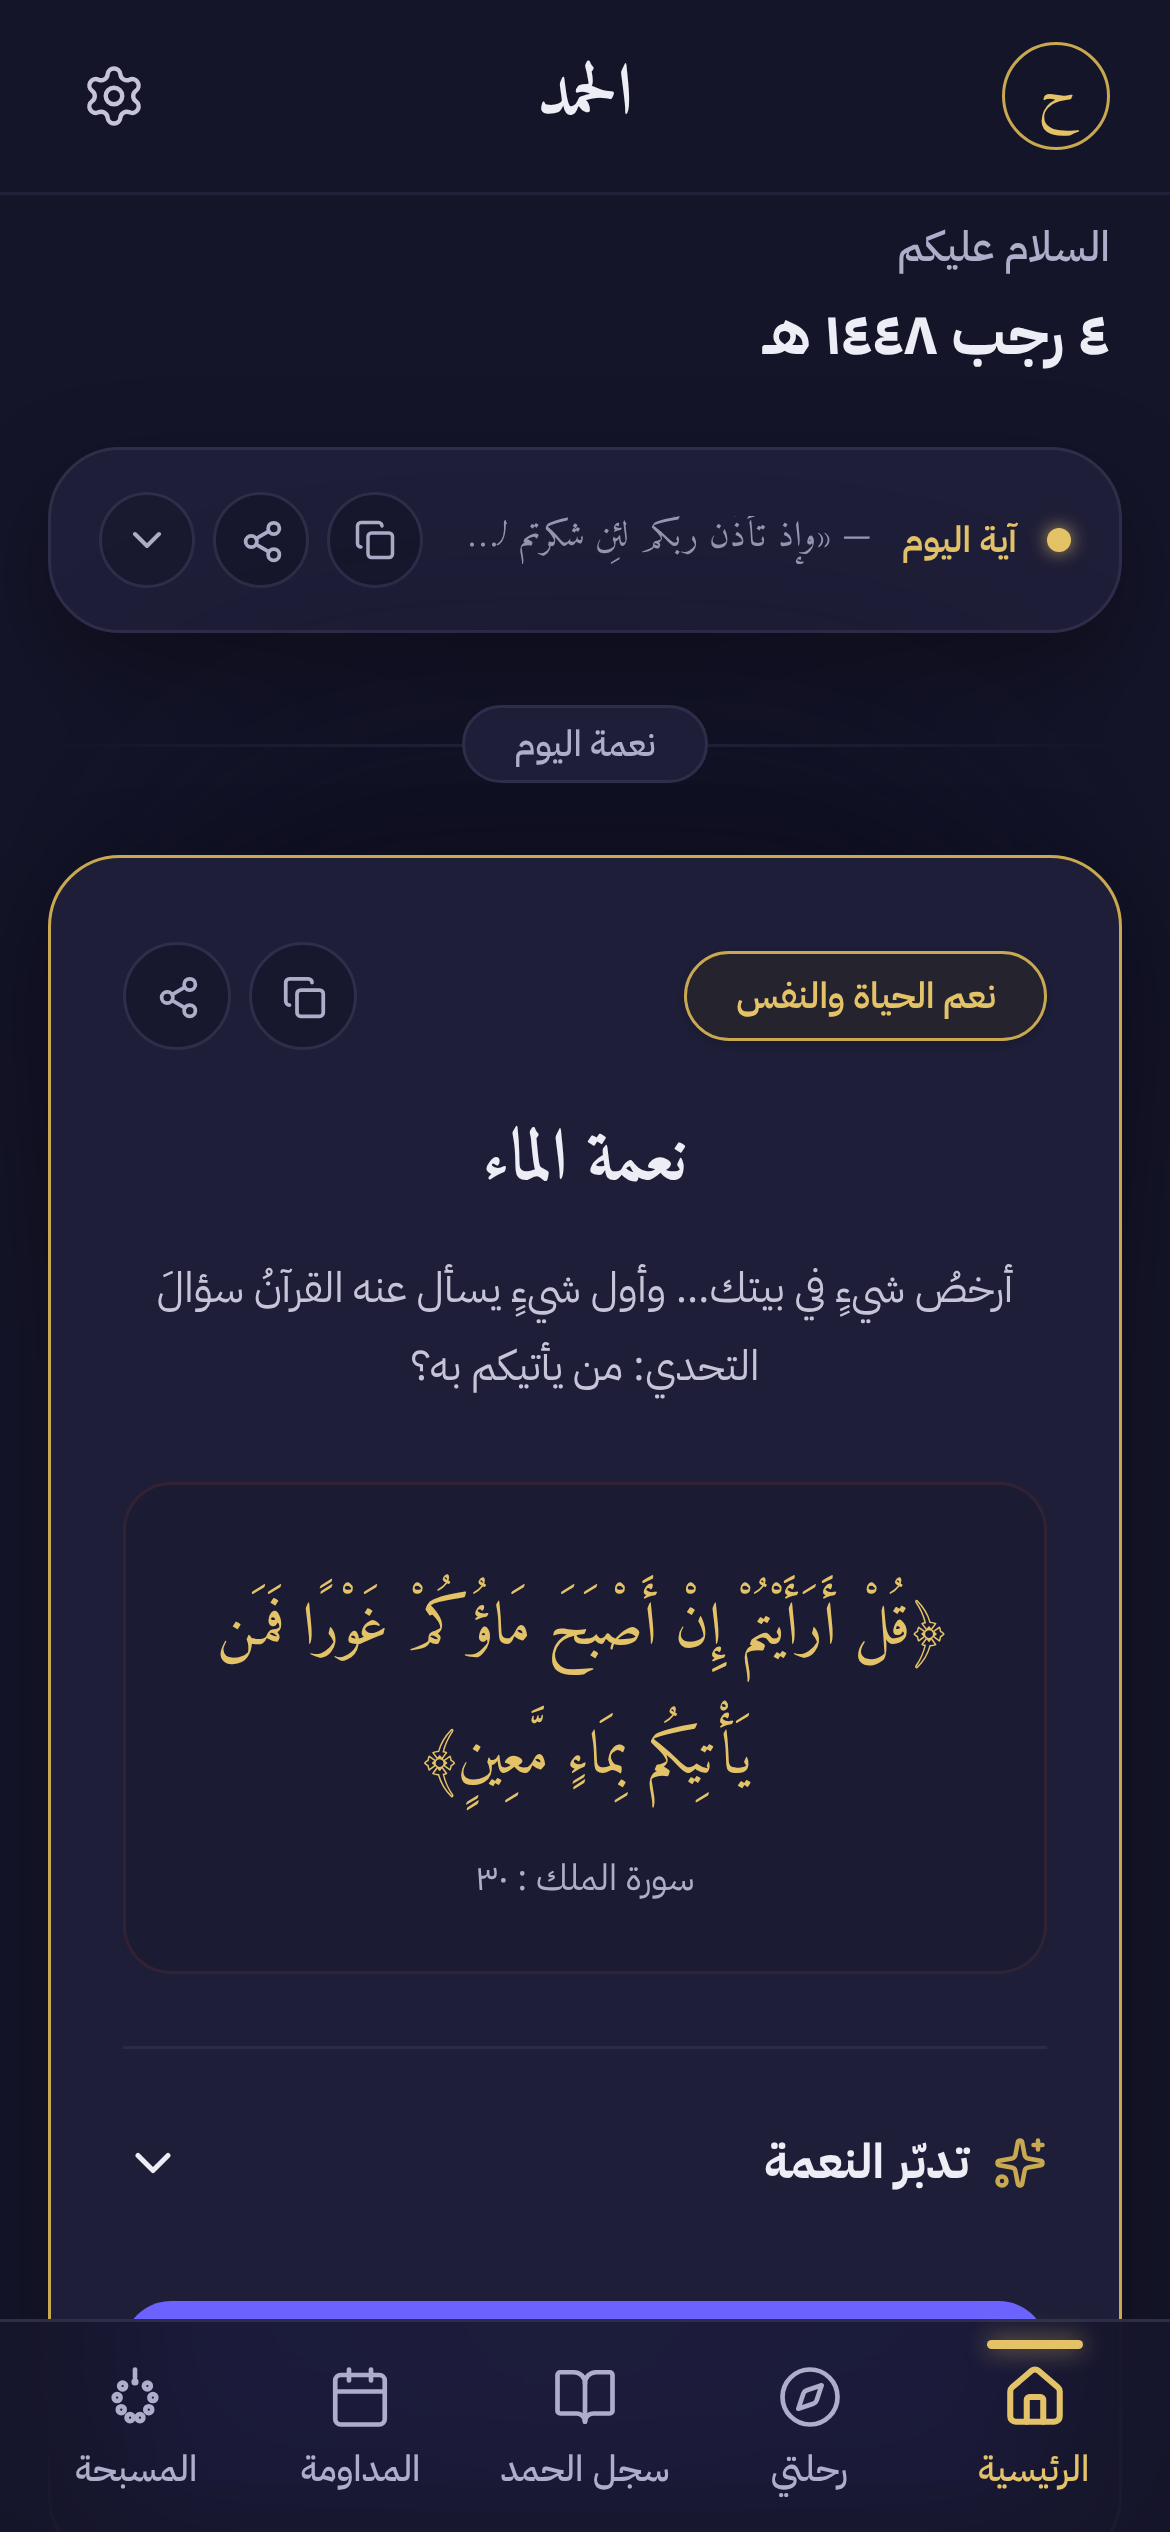 ح
الحمد
السلام عليكم
٤ رجب ١٤٤٨ هـ
آية اليوم — «وإذ تأذن ربكم لئن شكرتم لـ...
نعمة اليوم
نعم الحياة والنفس
نعمة الماء
أرخصُ شيءٍ في بيتك... وأول شيءٍ يسأل عنه القرآنُ سؤالَ
التحدي: من يأتيكم به؟
﴿قُلْ أَرَأَيْتُمْ إِنْ أَصْبَحَ مَاؤُكُمْ غَوْرًا فَمَن
يَأْتِيكُم بِمَاءٍ مَّعِينٍ﴾
سورة الملك : ٣٠
تدبّر النعمة
الرئيسية
رحلتي
سجل الحمد
المداومة
المسبحة